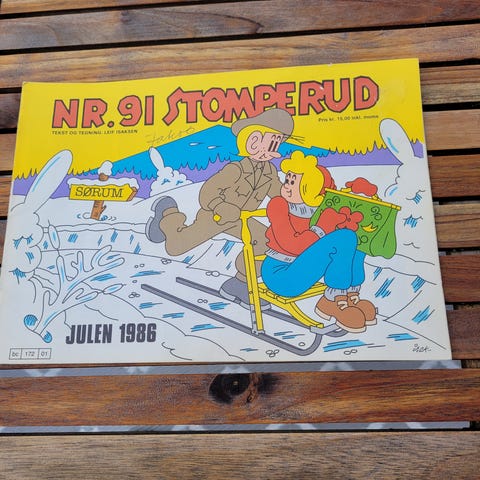 NR. 91 STOMPERUD
TEKST OG TEGNING: LEIF ISAKSEN
Pris kr. 15,00 inkl. moms
Jakob
SØRUM
JULEN 1986
bc 172 01